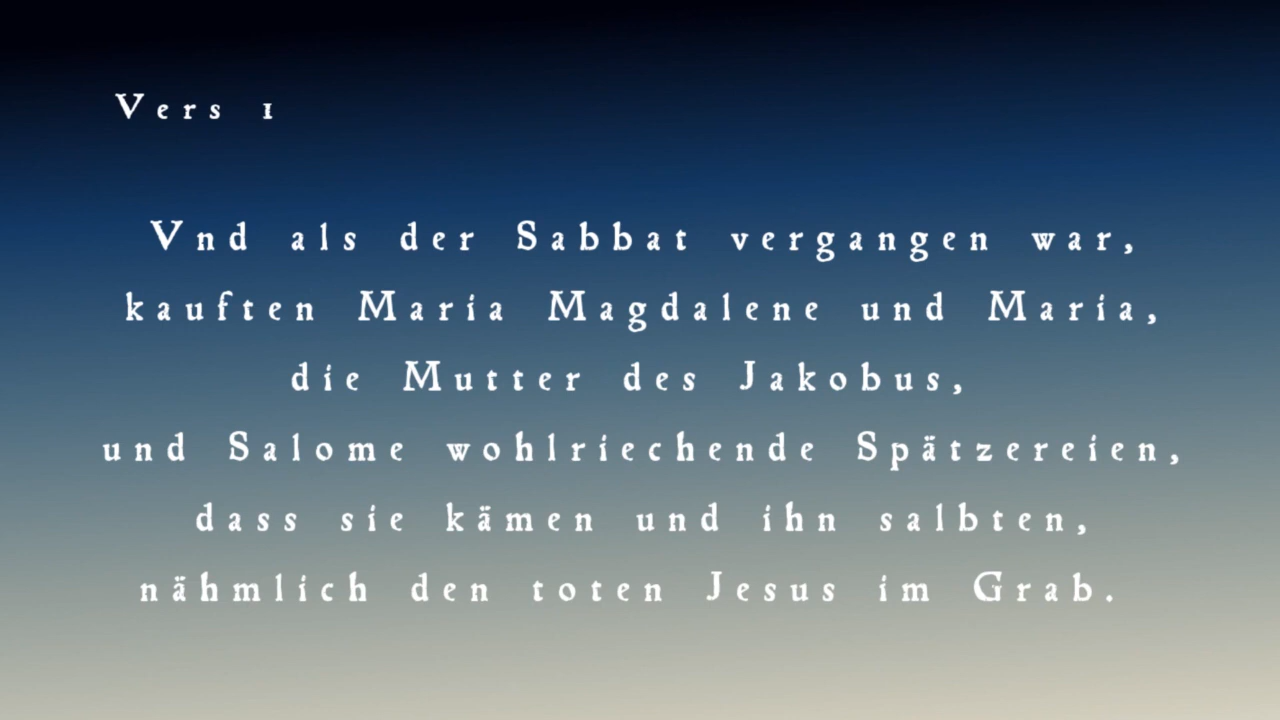 Vers 1
Vnd als der Sabbat vergangen war,
kauften Maria Magdalene und Maria,
die Mutter des Jakobus,
und Salome wohlriechende Spätzereien,
dass sie kämen und ihn salbten,
nähmlich den toten Jesus im Grab.